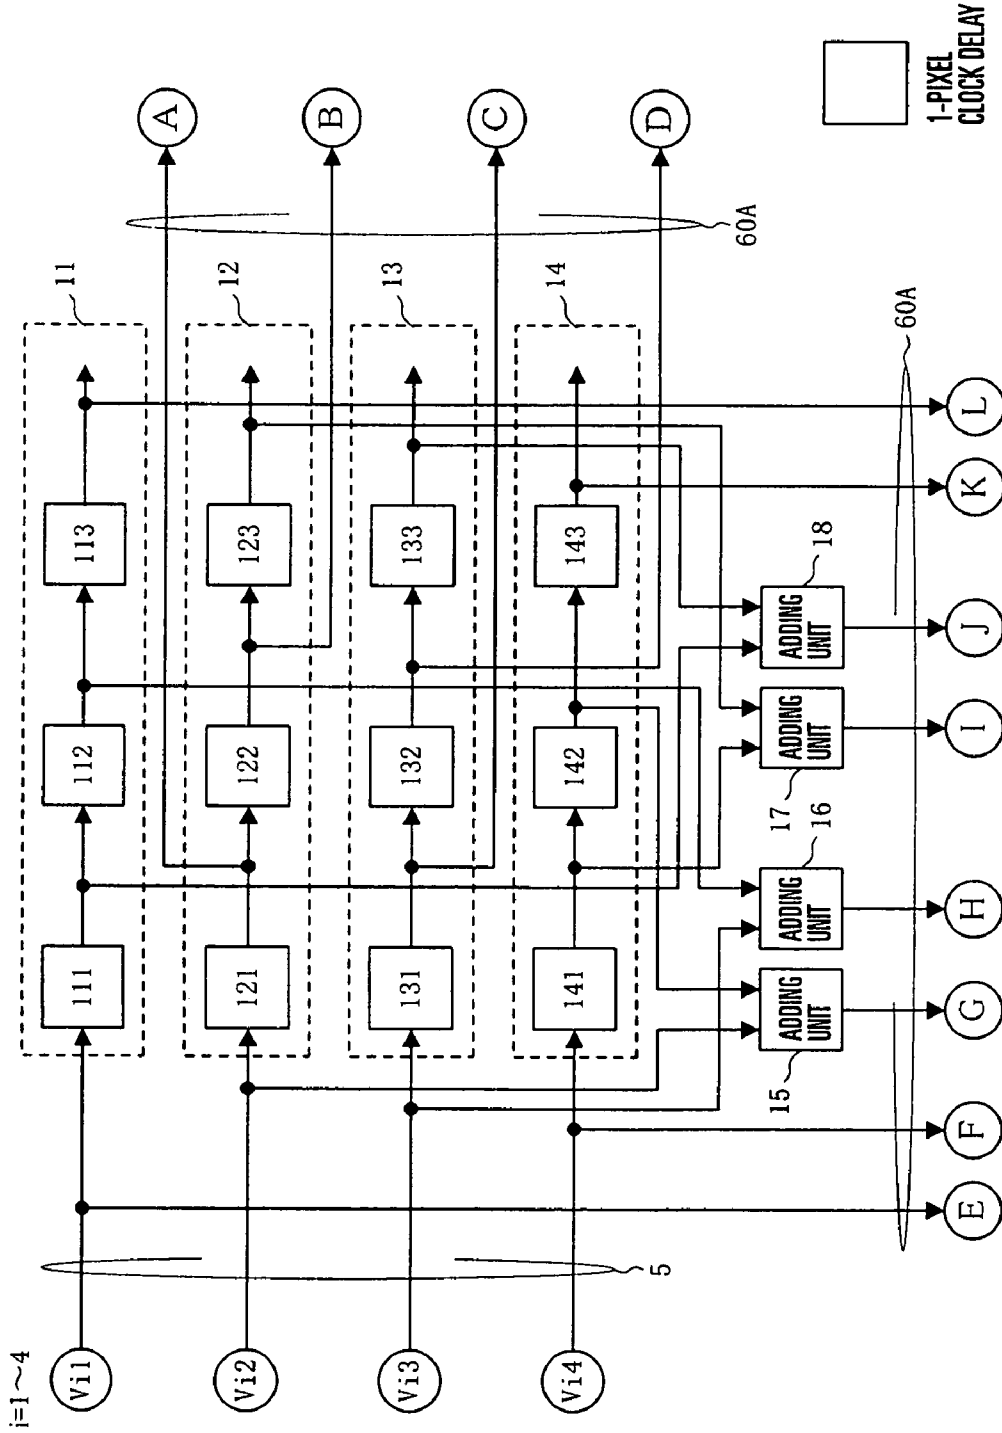 i=1～4
Vi1
111
112
113
11
A
Vi2
121
122
123
12
B
Vi3
131
132
133
13
C
Vi4
141
142
143
14
D
5
60A
15
ADDING
UNIT
ADDING
UNIT
16
17
ADDING
UNIT
ADDING
UNIT
18
60A
E
F
G
H
I
J
K
L
1-PIXEL
CLOCK DELAY